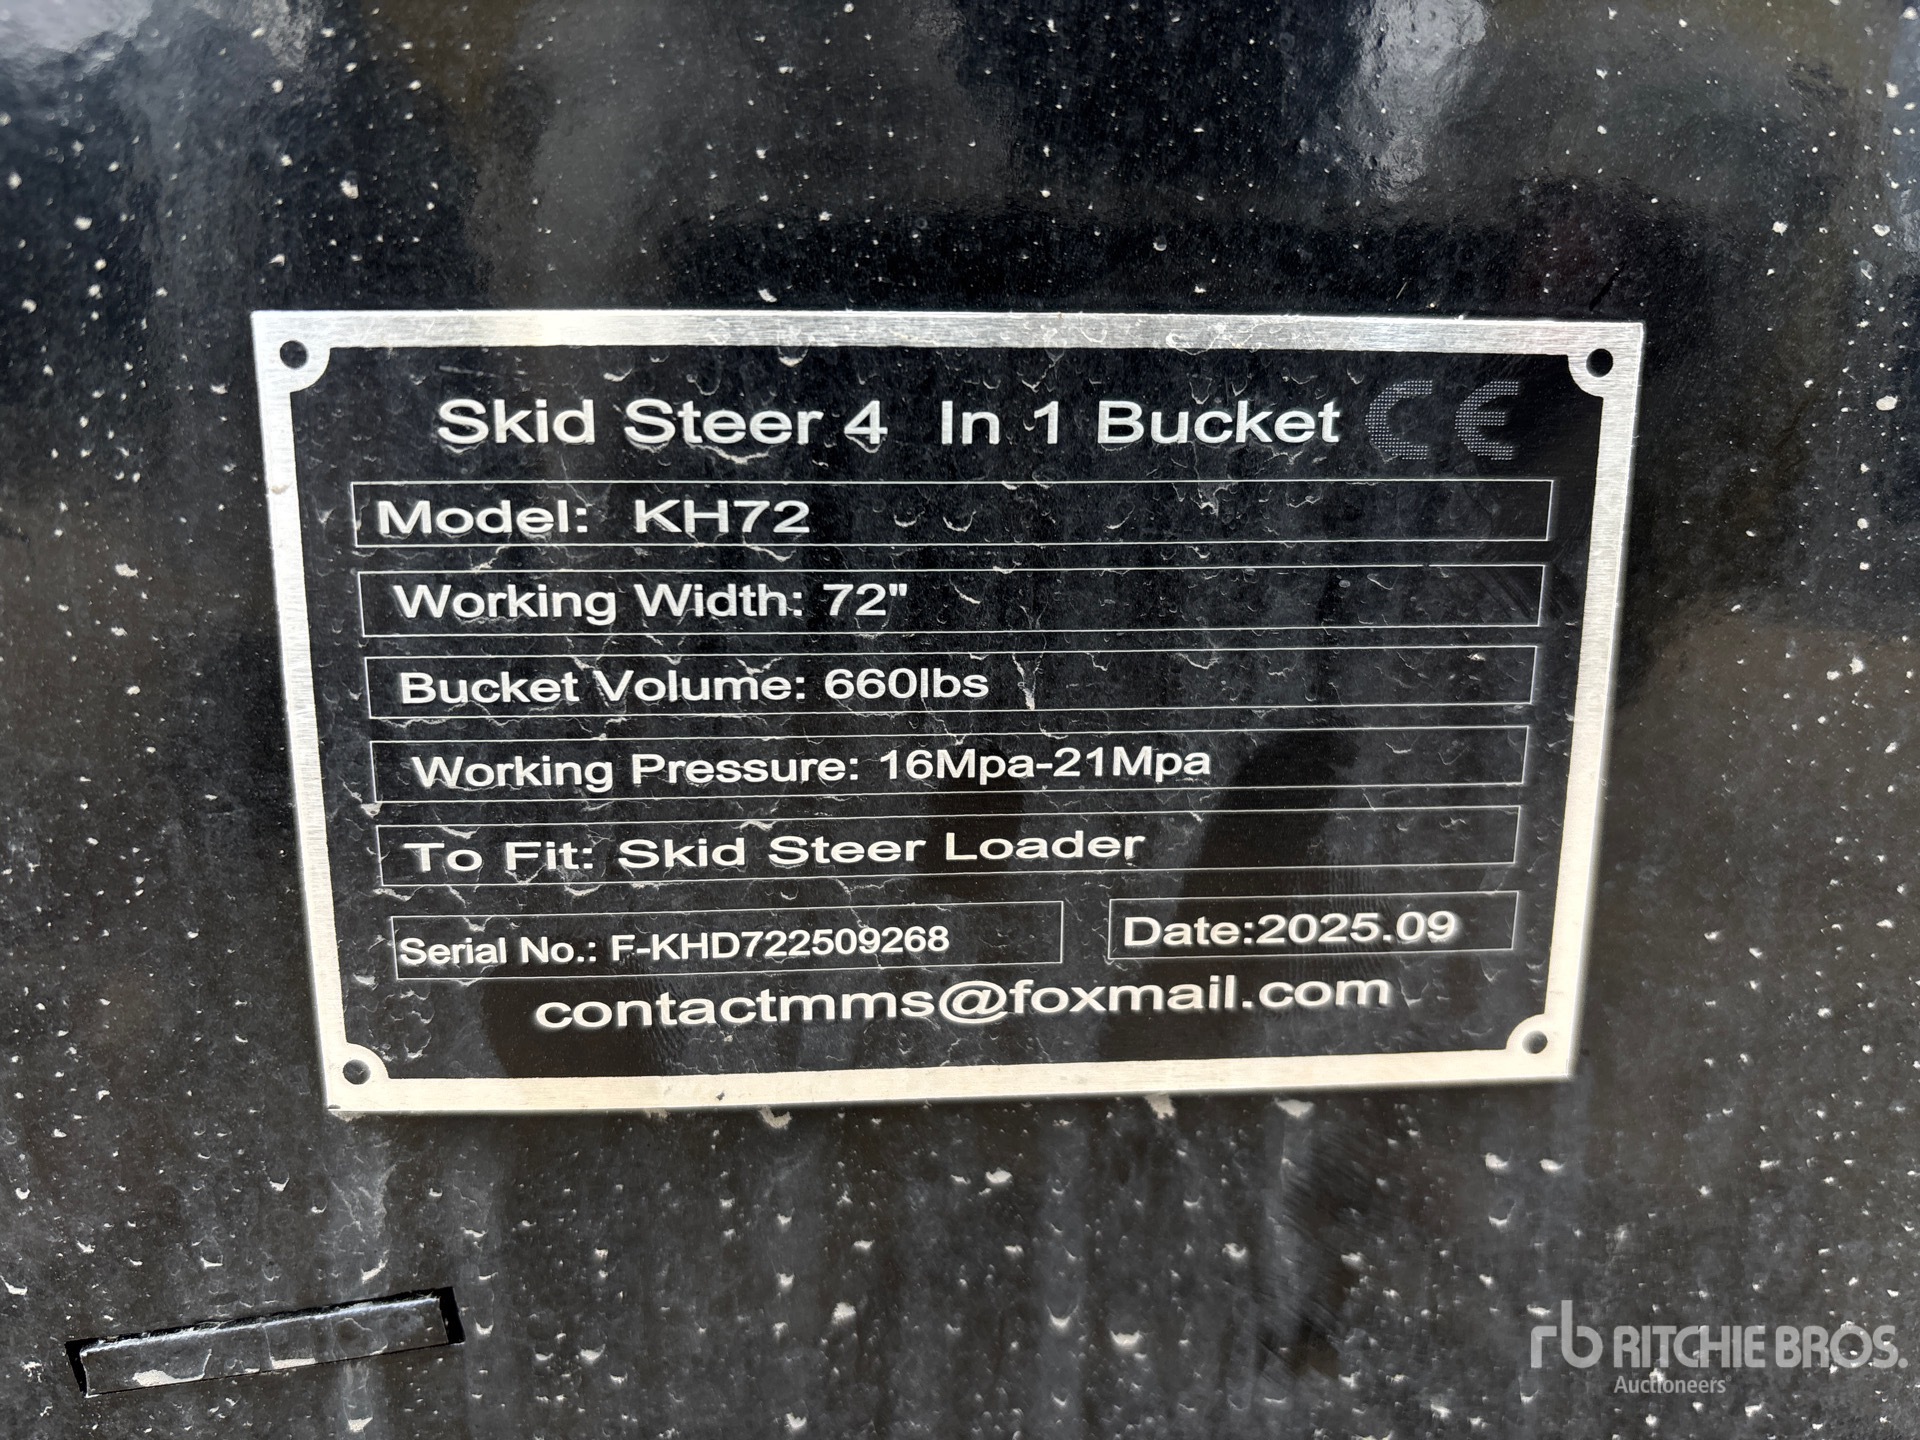 Skid Steer 4 In 1 Bucket CE
Model: KH72
Working Width: 72"
Bucket Volume: 660lbs
Working Pressure: 16Mpa-21Mpa
To Fit: Skid Steer Loader
Serial No.: F-KHD722509268 Date:2025.09
contactmms@foxmail.com
rb RITCHIE BROS.
Auctioneers